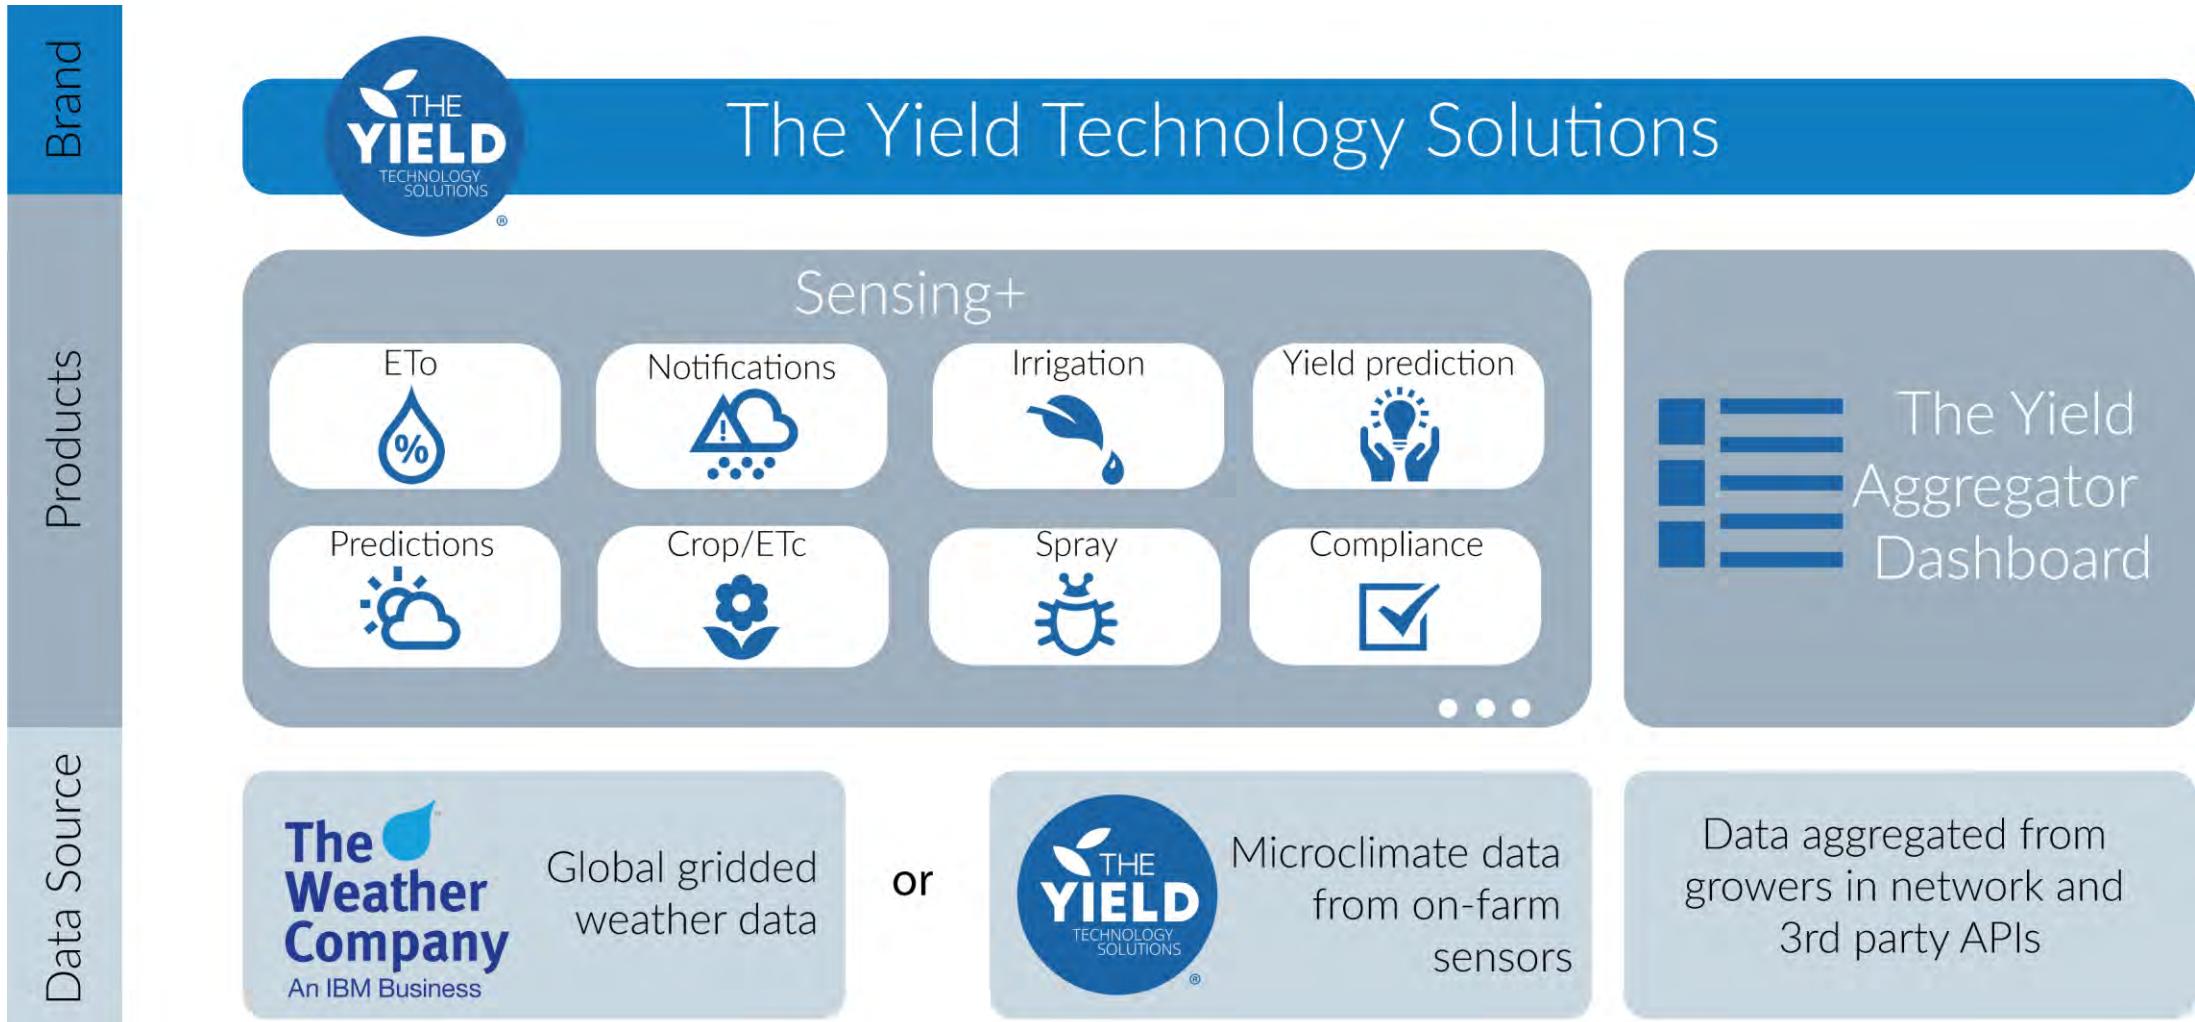 Brand
THE
YIELD
TECHNOLOGY
SOLUTIONS
®
The Yield Technology Solutions
Products
Sensing+
ETo
Notifications
Irrigation
Yield prediction
%
!
Predictions
Crop/ETc
Spray
Compliance
The Yield
Aggregator
Dashboard
Data Source
The
Weather
Company
An IBM Business
Global gridded
weather data
or
THE
YIELD
TECHNOLOGY
SOLUTIONS
®
Microclimate data
from on-farm
sensors
Data aggregated from
growers in network and
3rd party APIs